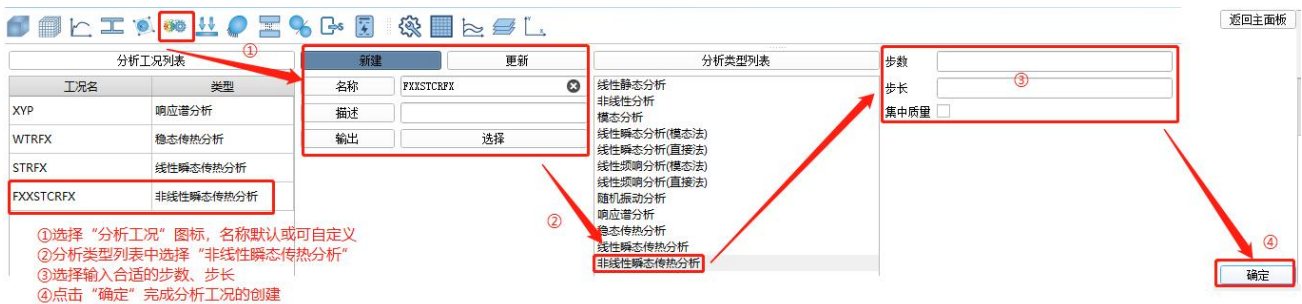 返回主面板
①
分析工况列表
新建
更新
分析类型列表
步数
③
工况名
类型
名称
FXXSTCRFX
线性静态分析
步长
非线性分析
XYP
响应谱分析
描述
模态分析
集中质量
线性瞬态分析(模态法)
WTRFX
稳态传热分析
输出
选择
线性瞬态分析(直接法)
线性频响分析(模态法)
STRFX
线性瞬态传热分析
线性频响分析(直接法)
随机振动分析
FXXSTCRFX
非线性瞬态传热分析
响应谱分析
②
稳态传热分析
线性瞬态传热分析
非线性瞬态传热分析
④
确定
①选择“分析工况”图标，名称默认或可自定义
②分析类型列表中选择“非线性瞬态传热分析”
③选择输入合适的步数、步长
④点击“确定”完成分析工况的创建